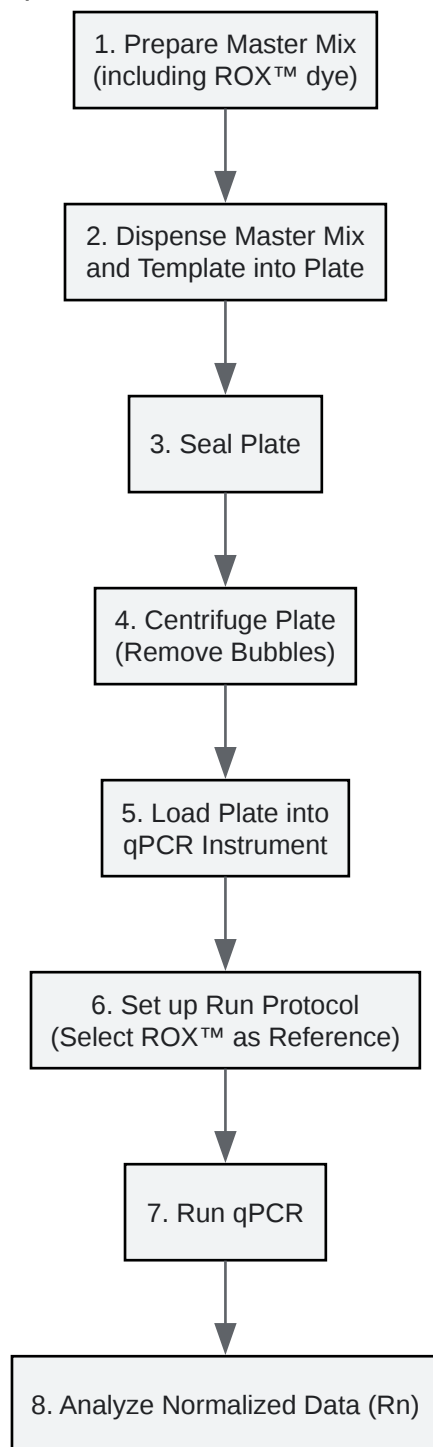 1. Prepare Master Mix
(including ROX™ dye)
2. Dispense Master Mix
and Template into Plate
3. Seal Plate
4. Centrifuge Plate
(Remove Bubbles)
5. Load Plate into
qPCR Instrument
6. Set up Run Protocol
(Select ROX™ as Reference)
7. Run qPCR
8. Analyze Normalized Data (Rn)